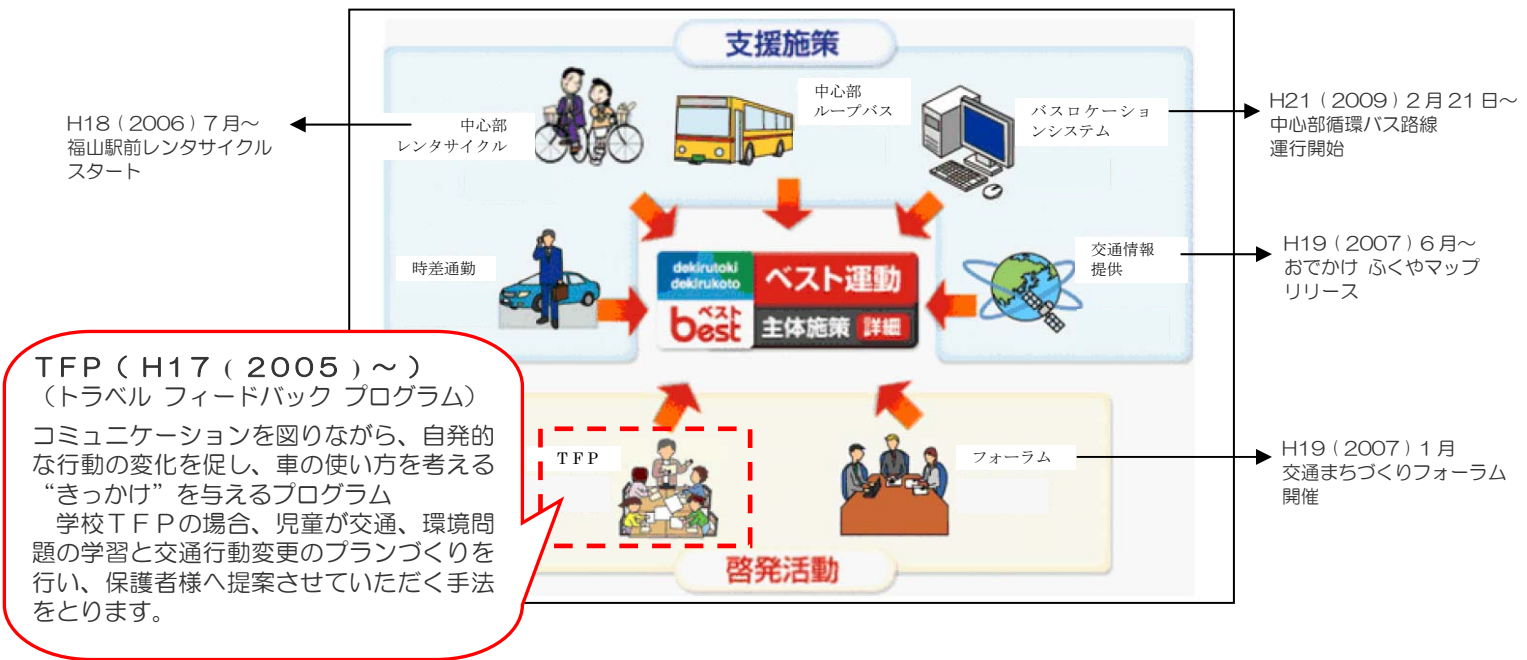 支援施策
中心部
レンタサイクル
中心部
ループバス
バスロケーショ
ンシステム
H18(2006)7月~
福山駅前レンタサイクル
スタート
H21(2009)2月21日~
中心部循環バス路線
運行開始
時差通勤
dekirutoki
dekirukoto
ベスト
best
ベスト運動
主体施策 詳細
交通情報
提供
H19(2007)6月~
おでかけ ふくやマップ
リリース
TFP(H17(2005)~)
(トラベル フィードバック プログラム)
コミュニケーションを図りながら、自発的
な行動の変化を促し、車の使い方を考える
“きっかけ”を与えるプログラム
学校TFPの場合、児童が交通、環境問
題の学習と交通行動変更のプランづくりを
行い、保護者様へ提案させていただく手法
をとります。
TFP
フォーラム
H19(2007)1月
交通まちづくりフォーラム
開催
啓発活動